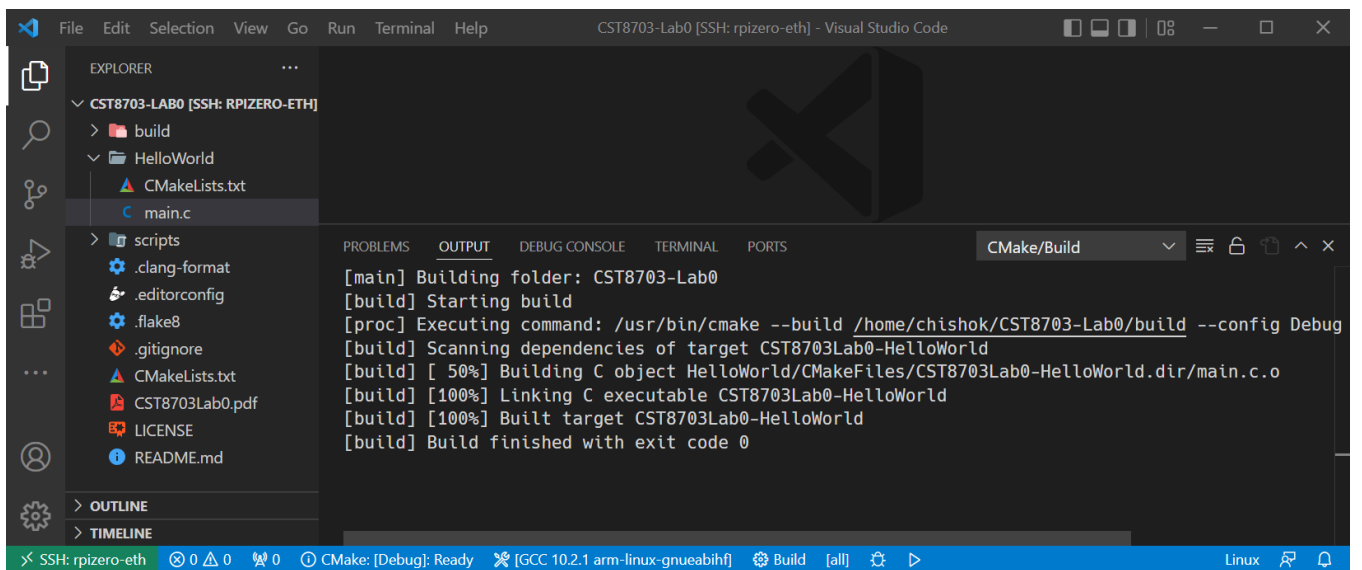 File Edit Selection View Go Run Terminal Help CST8703-Lab0 [SSH: rpizero-eth] - Visual Studio Code
EXPLORER
CST8703-LAB0 [SSH: RPIZERO-ETH]
build
HelloWorld
CMakeLists.txt
C main.c
scripts
.clang-format
.editorconfig
.flake8
.gitignore
CMakeLists.txt
CST8703Lab0.pdf
LICENSE
README.md
OUTLINE
TIMELINE
PROBLEMS OUTPUT DEBUG CONSOLE TERMINAL PORTS CMake/Build
[main] Building folder: CST8703-Lab0
[build] Starting build
[proc] Executing command: /usr/bin/cmake --build /home/chishok/CST8703-Lab0/build --config Debug
[build] Scanning dependencies of target CST8703Lab0-HelloWorld
[build] [ 50%] Building C object HelloWorld/CMakeFiles/CST8703Lab0-HelloWorld.dir/main.c.o
[build] [100%] Linking C executable CST8703Lab0-HelloWorld
[build] [100%] Built target CST8703Lab0-HelloWorld
[build] Build finished with exit code 0
SSH: rpizero-eth 0 0 0 CMake: [Debug]: Ready [GCC 10.2.1 arm-linux-gnueabihf] Build [all] Linux